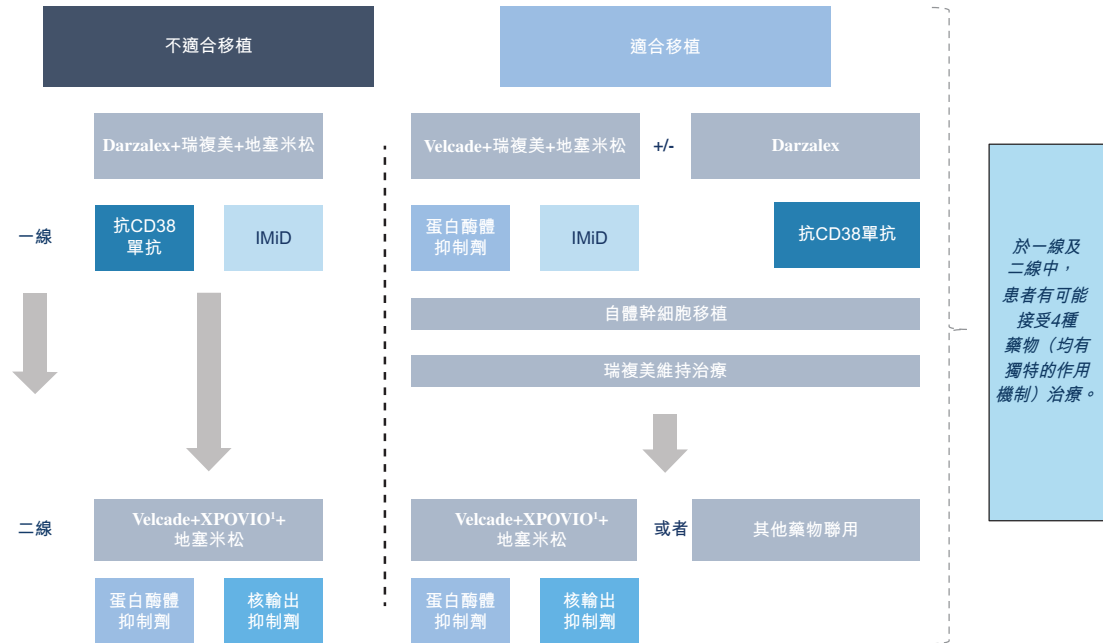 不適合移植
適合移植
Darzalex+瑞複美+地塞米松
Velcade+瑞複美+地塞米松
+/-
Darzalex
一線
抗CD38
單抗
IMiD
蛋白酶體
抑制劑
IMiD
抗CD38單抗
自體幹細胞移植
瑞複美維持治療
二線
Velcade+XPOVIO¹+
地塞米松
Velcade+XPOVIO¹+
地塞米松
或者
其他藥物聯用
蛋白酶體
抑制劑
核輸出
抑制劑
蛋白酶體
抑制劑
核輸出
抑制劑
於一線及
二線中，
患者有可能
接受4種
藥物（均有
獨特的作用
機制）治療。